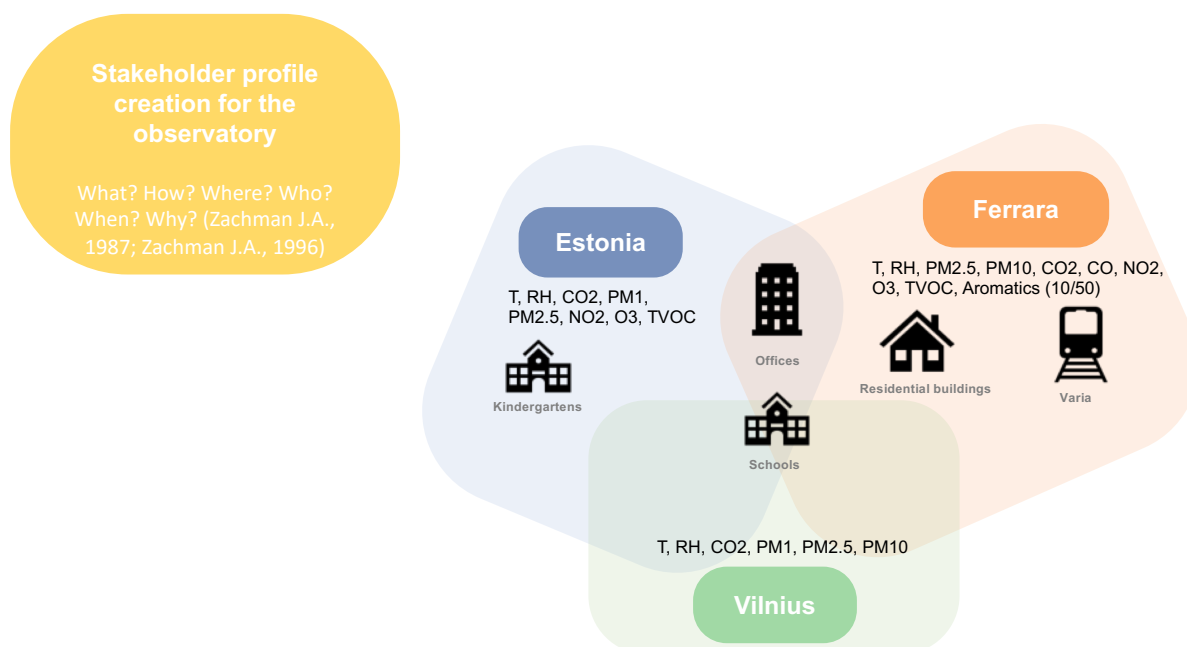 Stakeholder profile
creation for the
observatory
What? How? Where? Who?
When? Why? (Zachman J.A.,
1987; Zachman J.A., 1996)
Estonia
T, RH, CO2, PM1,
PM2.5, NO2, O3, TVOC
Kindergartens
Offices
Schools
Ferrara
T, RH, PM2.5, PM10, CO2, CO, NO2,
O3, TVOC, Aromatics (10/50)
Residential buildings
Varia
T, RH, CO2, PM1, PM2.5, PM10
Vilnius